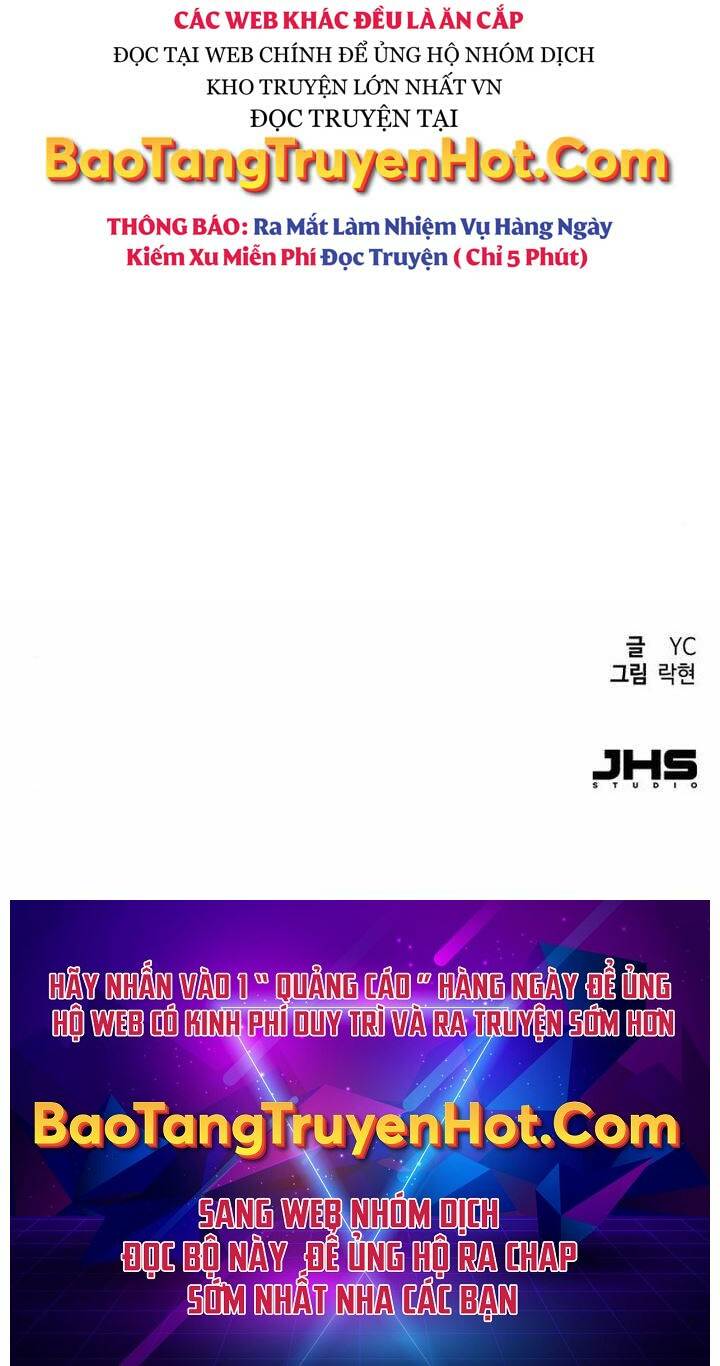 CÁC WEB KHÁC ĐỀU LÀ ĂN CẮP
ĐỌC TẠI WEB CHÍNH ĐỂ ỦNG HỘ NHÓM DỊCH
KHO TRUYỆN LỚN NHẤT VN
ĐỌC TRUYỆN TẠI
BaoTangTruyenHot.Com
THÔNG BÁO: Ra Mắt Làm Nhiệm Vụ Hàng Ngày
Kiếm Xu Miễn Phí Đọc Truyện ( Chỉ 5 Phút)
글 YC
그림 락현
JHS
STUDIO
HÃY NHẤN VÀO 1 “ QUẢNG CÁO ” HÀNG NGÀY ĐỂ ỦNG
HỘ WEB CÓ KINH PHÍ DUY TRÌ VÀ RA TRUYỆN SỚM HƠN
BaoTangTruyenHot.Com
SANG WEB NHÓM DỊCH
ĐỌC BỘ NÀY ĐỂ ỦNG HỘ RA CHAP
SỚM NHẤT NHA CÁC BẠN